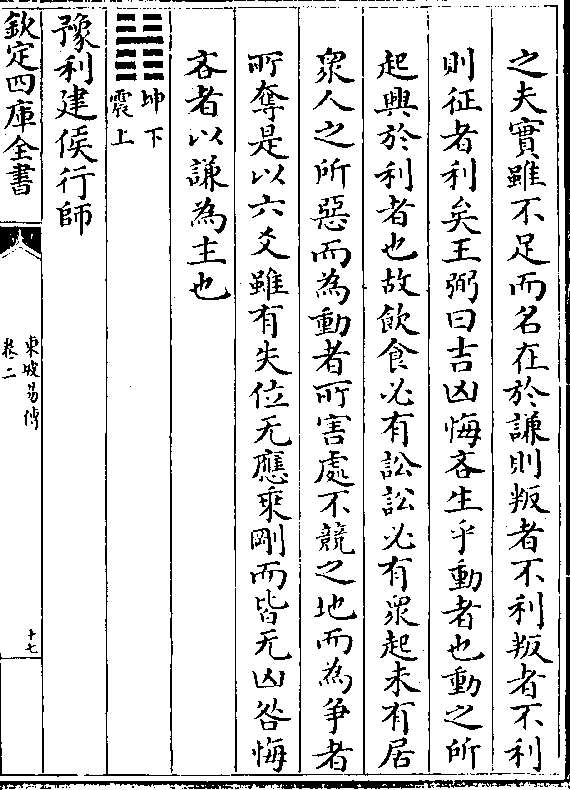 之夫實雖不足而名在於謙則叛者不利叛者不利
則征者利矣王弼曰吉凶悔吝生乎動者也動之所
起興於利者也故飲食必有訟訟必有衆起未有居
衆人之所惡而為動者所害處不競之地而為爭者
所奪是以六爻雖有失位无應乘剛而皆无凶咎悔
吝者以謙為主也
坤下
震上
豫利建侯行師
欽定四庫全書
東坡易傳
卷二
十七